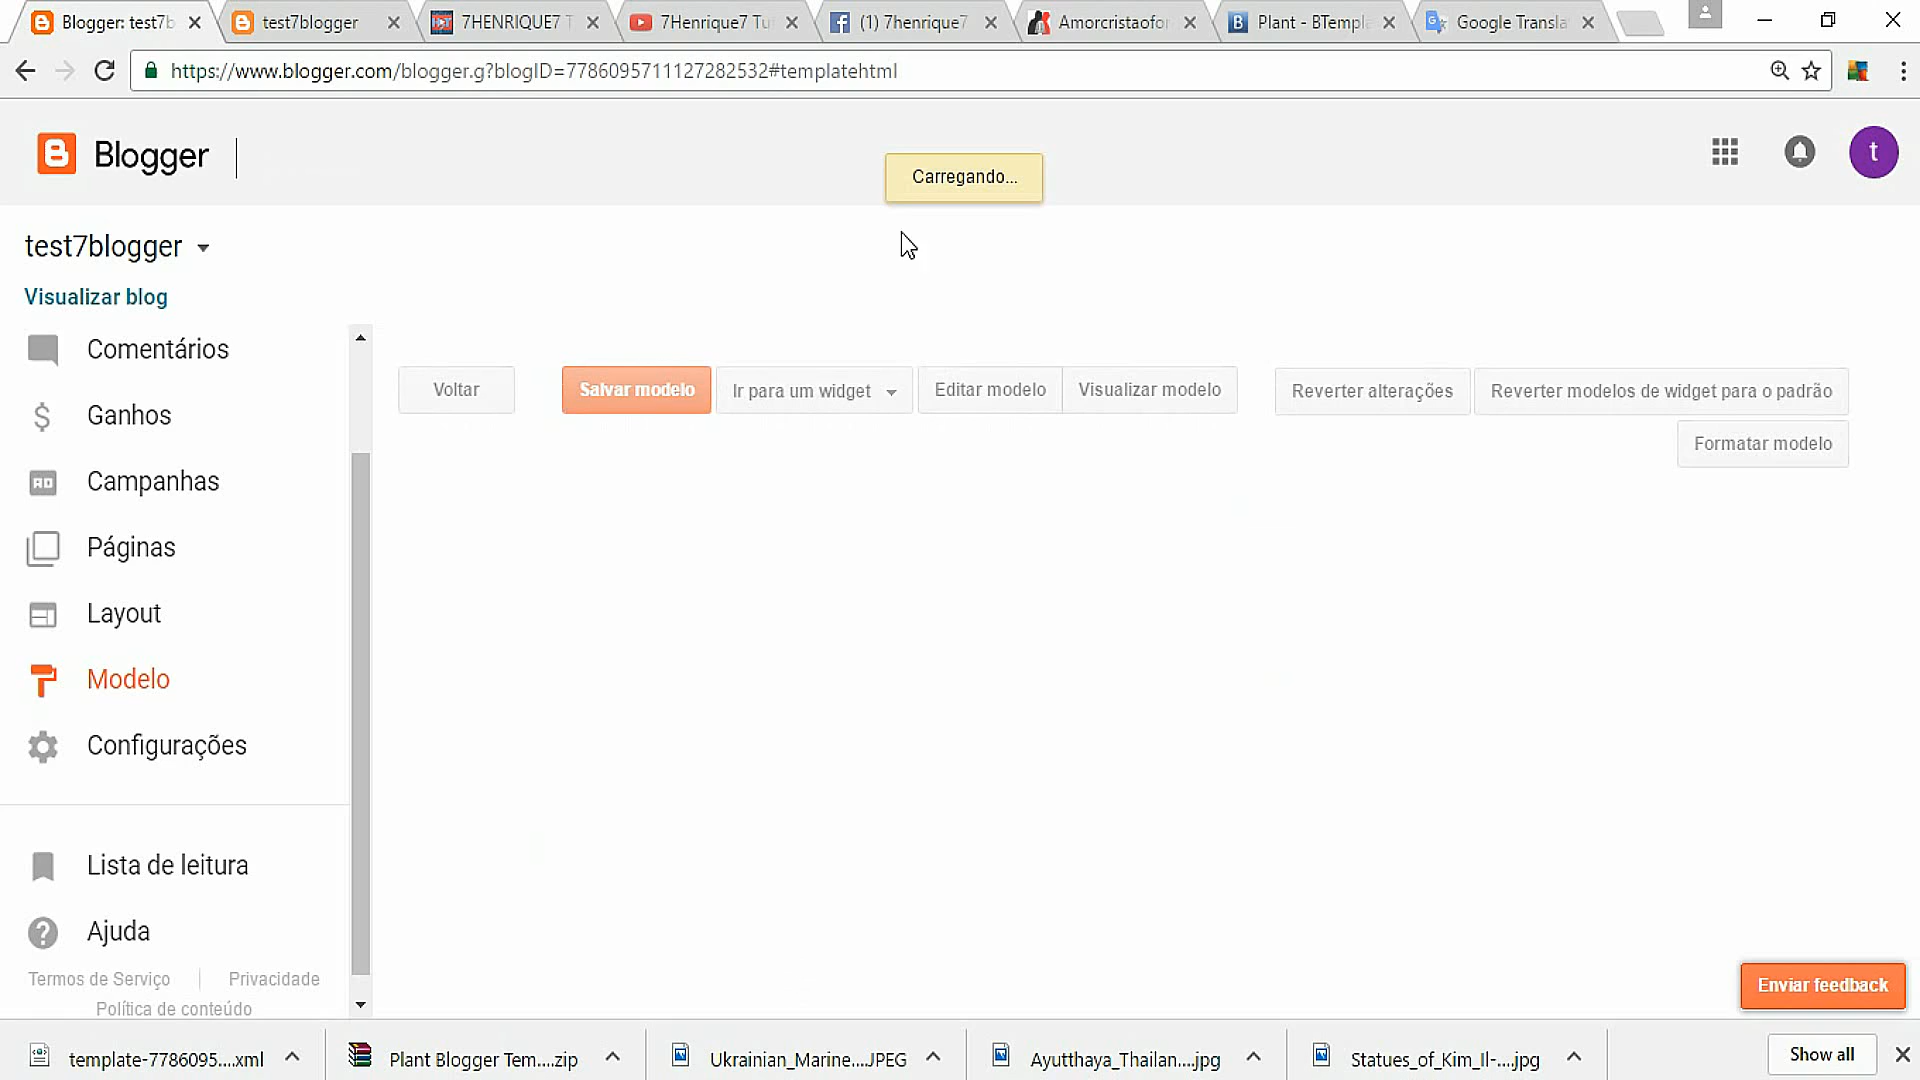 Blogger: test7b
test7blogger
7HENRIQUE7 T
7Henrique7 Tu
(1) 7henrique7
Amorcristaofor
Plant - BTempla
Google Transla
https://www.blogger.com/blogger.g?blogID=7786095711127282532#templatehtml
Blogger
Carregando...
t
test7blogger
Visualizar blog
Comentários
Ganhos
Campanhas
Páginas
Layout
Modelo
Configurações
Lista de leitura
Ajuda
Termos de Serviço
Privacidade
Política de conteúdo
Voltar
Salvar modelo
Ir para um widget
Editar modelo
Visualizar modelo
Reverter alterações
Reverter modelos de widget para o padrão
Formatar modelo
Enviar feedback
template-7786095....xml
Plant Blogger Tem....zip
Ukrainian_Marine....JPEG
Ayutthaya_Thailan....jpg
Statues_of_Kim_Il-....jpg
Show all